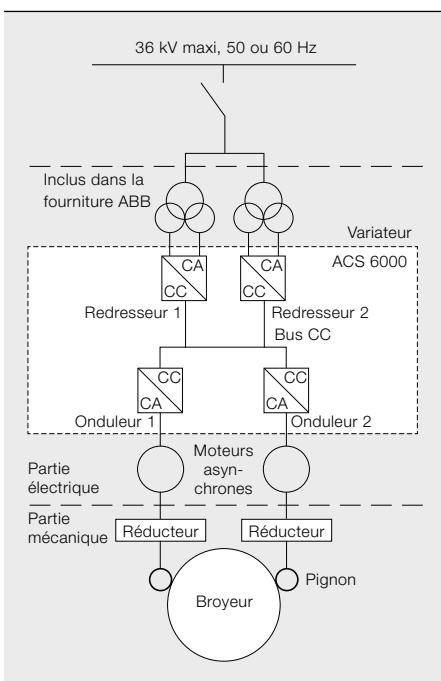 36 kV maxi, 50 ou 60 Hz
Inclus dans la
fourniture ABB
Variateur
ACS 6000
CA
CC
CA
CC
Redresseur 1
Redresseur 2
Bus CC
CC
CA
CC
CA
Onduleur 1
Onduleur 2
Moteurs
asyn-
chrones
Partie
électrique
Partie
mécanique
Réducteur
Réducteur
Pignon
Broyeur